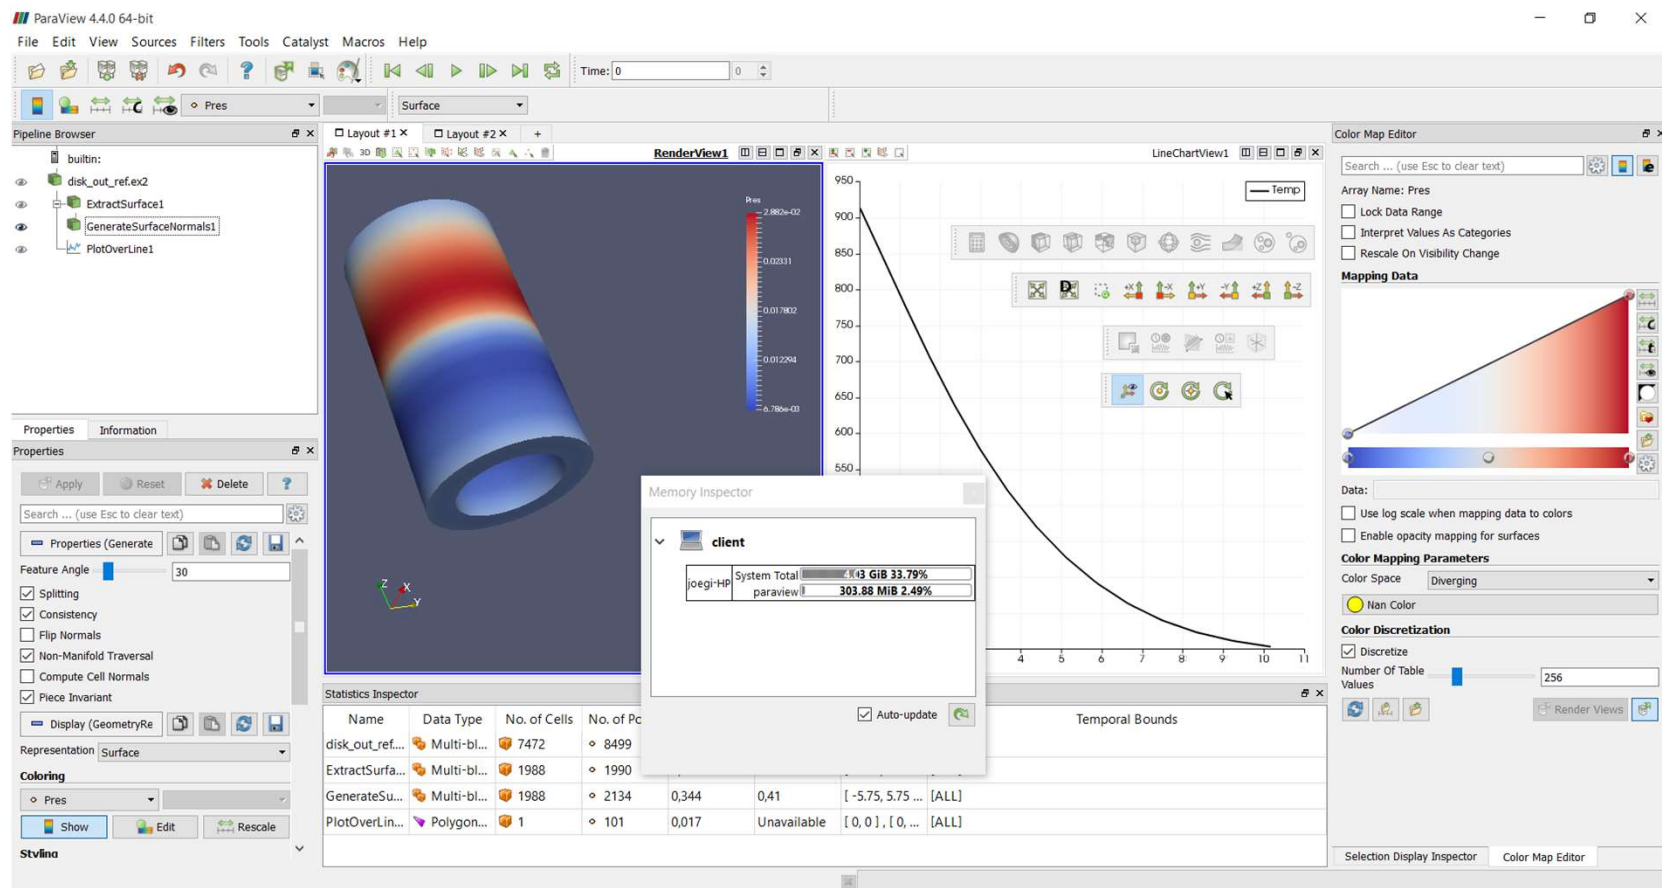 ParaView 4.4.0 64-bit
File Edit View Sources Filters Tools Catalyst Macros Help
Time: 0 0
Pres Surface
Pipeline Browser
builtin:
disk_out_ref.ex2
ExtractSurface1
GenerateSurfaceNormals1
PlotOverLine1
Properties Information
Properties
Apply Reset Delete ?
Search ... (use Esc to clear text)
Properties (Generate
Feature Angle 30
Splitting
Consistency
Flip Normals
Non-Manifold Traversal
Compute Cell Normals
Piece Invariant
Display (GeometryRe
Representation Surface
Coloring
Pres
Show Edit Rescale
Styling
Layout #1 Layout #2 +
3D RenderView1
Pres
2.882e-02
0.02331
0.017802
0.012294
6.786e-03
Z X Y
LineChartView1
Temp
950
900
850
800
750
700
650
600
550
4 5 6 7 8 9 10 11
+X -X +Y -Y +Z -Z
Memory Inspector
client
joegi-HP System Total 4.03 GiB 33.79%
paraview 303.88 MiB 2.49%
Auto-update
Statistics Inspector
Name Data Type No. of Cells No. of Po Temporal Bounds
disk_out_ref.... Multi-bl... 7472 8499
ExtractSurfa... Multi-bl... 1988 1990
GenerateSu... Multi-bl... 1988 2134 0,344 0,41 [ -5.75, 5.75 ... [ALL]
PlotOverLin... Polygon... 1 101 0,017 Unavailable [ 0, 0 ] , [ 0, ... [ALL]
Color Map Editor
Search ... (use Esc to clear text)
Array Name: Pres
Lock Data Range
Interpret Values As Categories
Rescale On Visibility Change
Mapping Data
Data:
Use log scale when mapping data to colors
Enable opacity mapping for surfaces
Color Mapping Parameters
Color Space Diverging
Nan Color
Color Discretization
Discretize
Number Of Table
Values 256
Render Views
Selection Display Inspector Color Map Editor